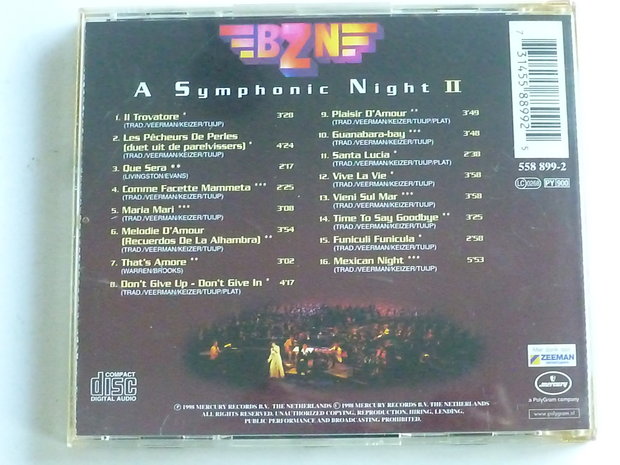 BZN
A Symphonic Night II
1. Il Trovatore * 3'28
(TRAD./VEERMAN/KEIZER/TUIJP)
2. Les Pêcheurs De Perles
(duet uit de parelvissers) * 4'24
(TRAD./VEERMAN/KEIZER/TUIJP)
3. Que Sera ** 2'17
(LIVINGSTON/EVANS)
4. Comme Facette Mammeta *** 2'25
(TRAD./VEERMAN/KEIZER/TUIJP)
5. Maria Mari *** 3'08
(TRAD./VEERMAN/KEIZER/TUIJP)
6. Melodie D'Amour 3'54
(Recuerdos De La Alhambra) **
(TRAD./VEERMAN/KEIZER/TUIJP)
7. That's Amore ** 3'02
(WARREN/BROOKS)
8. Don't Give Up - Don't Give In * 4'17
(TRAD./VEERMAN/KEIZER/TUIJP/PLAT)
9. Plaisir D'Amour ** 3'49
(TRAD./VEERMAN/KEIZER/TUIJP/PLAT)
10. Guanabara-bay *** 3'48
(TRAD./VEERMAN/KEIZER/TUIJP)
11. Santa Lucia ** 2'38
(TRAD./VEERMAN/KEIZER/TUIJP/PLAT)
12. Vive La Vie * 3'58
(TRAD./VEERMAN/KEIZER/TUIJP)
13. Vieni Sul Mar *** 3'58
(TRAD./VEERMAN/KEIZER/TUIJP)
14. Time To Say Goodbye ** 3'25
(TRAD./VEERMAN/KEIZER/TUIJP)
15. Funiculi Funicula * 2'58
(TRAD./VEERMAN/KEIZER/TUIJP)
16. Mexican Night *** 5'53
(TRAD./VEERMAN/KEIZER/TUIJP)
7 31455 88992 5
558 899-2
LC 0268 PY 900
COMPACT
disc
DIGITAL AUDIO
Met dank aan
ZEEMAN
mercury
a PolyGram company
www.polygram.nl
℗ 1998 MERCURY RECORDS B.V. THE NETHERLANDS © 1998 MERCURY RECORDS B.V. THE NETHERLANDS
ALL RIGHTS RESERVED. UNAUTHORIZED COPYING, REPRODUCTION, HIRING, LENDING,
PUBLIC PERFORMANCE AND BROADCASTING PROHIBITED.